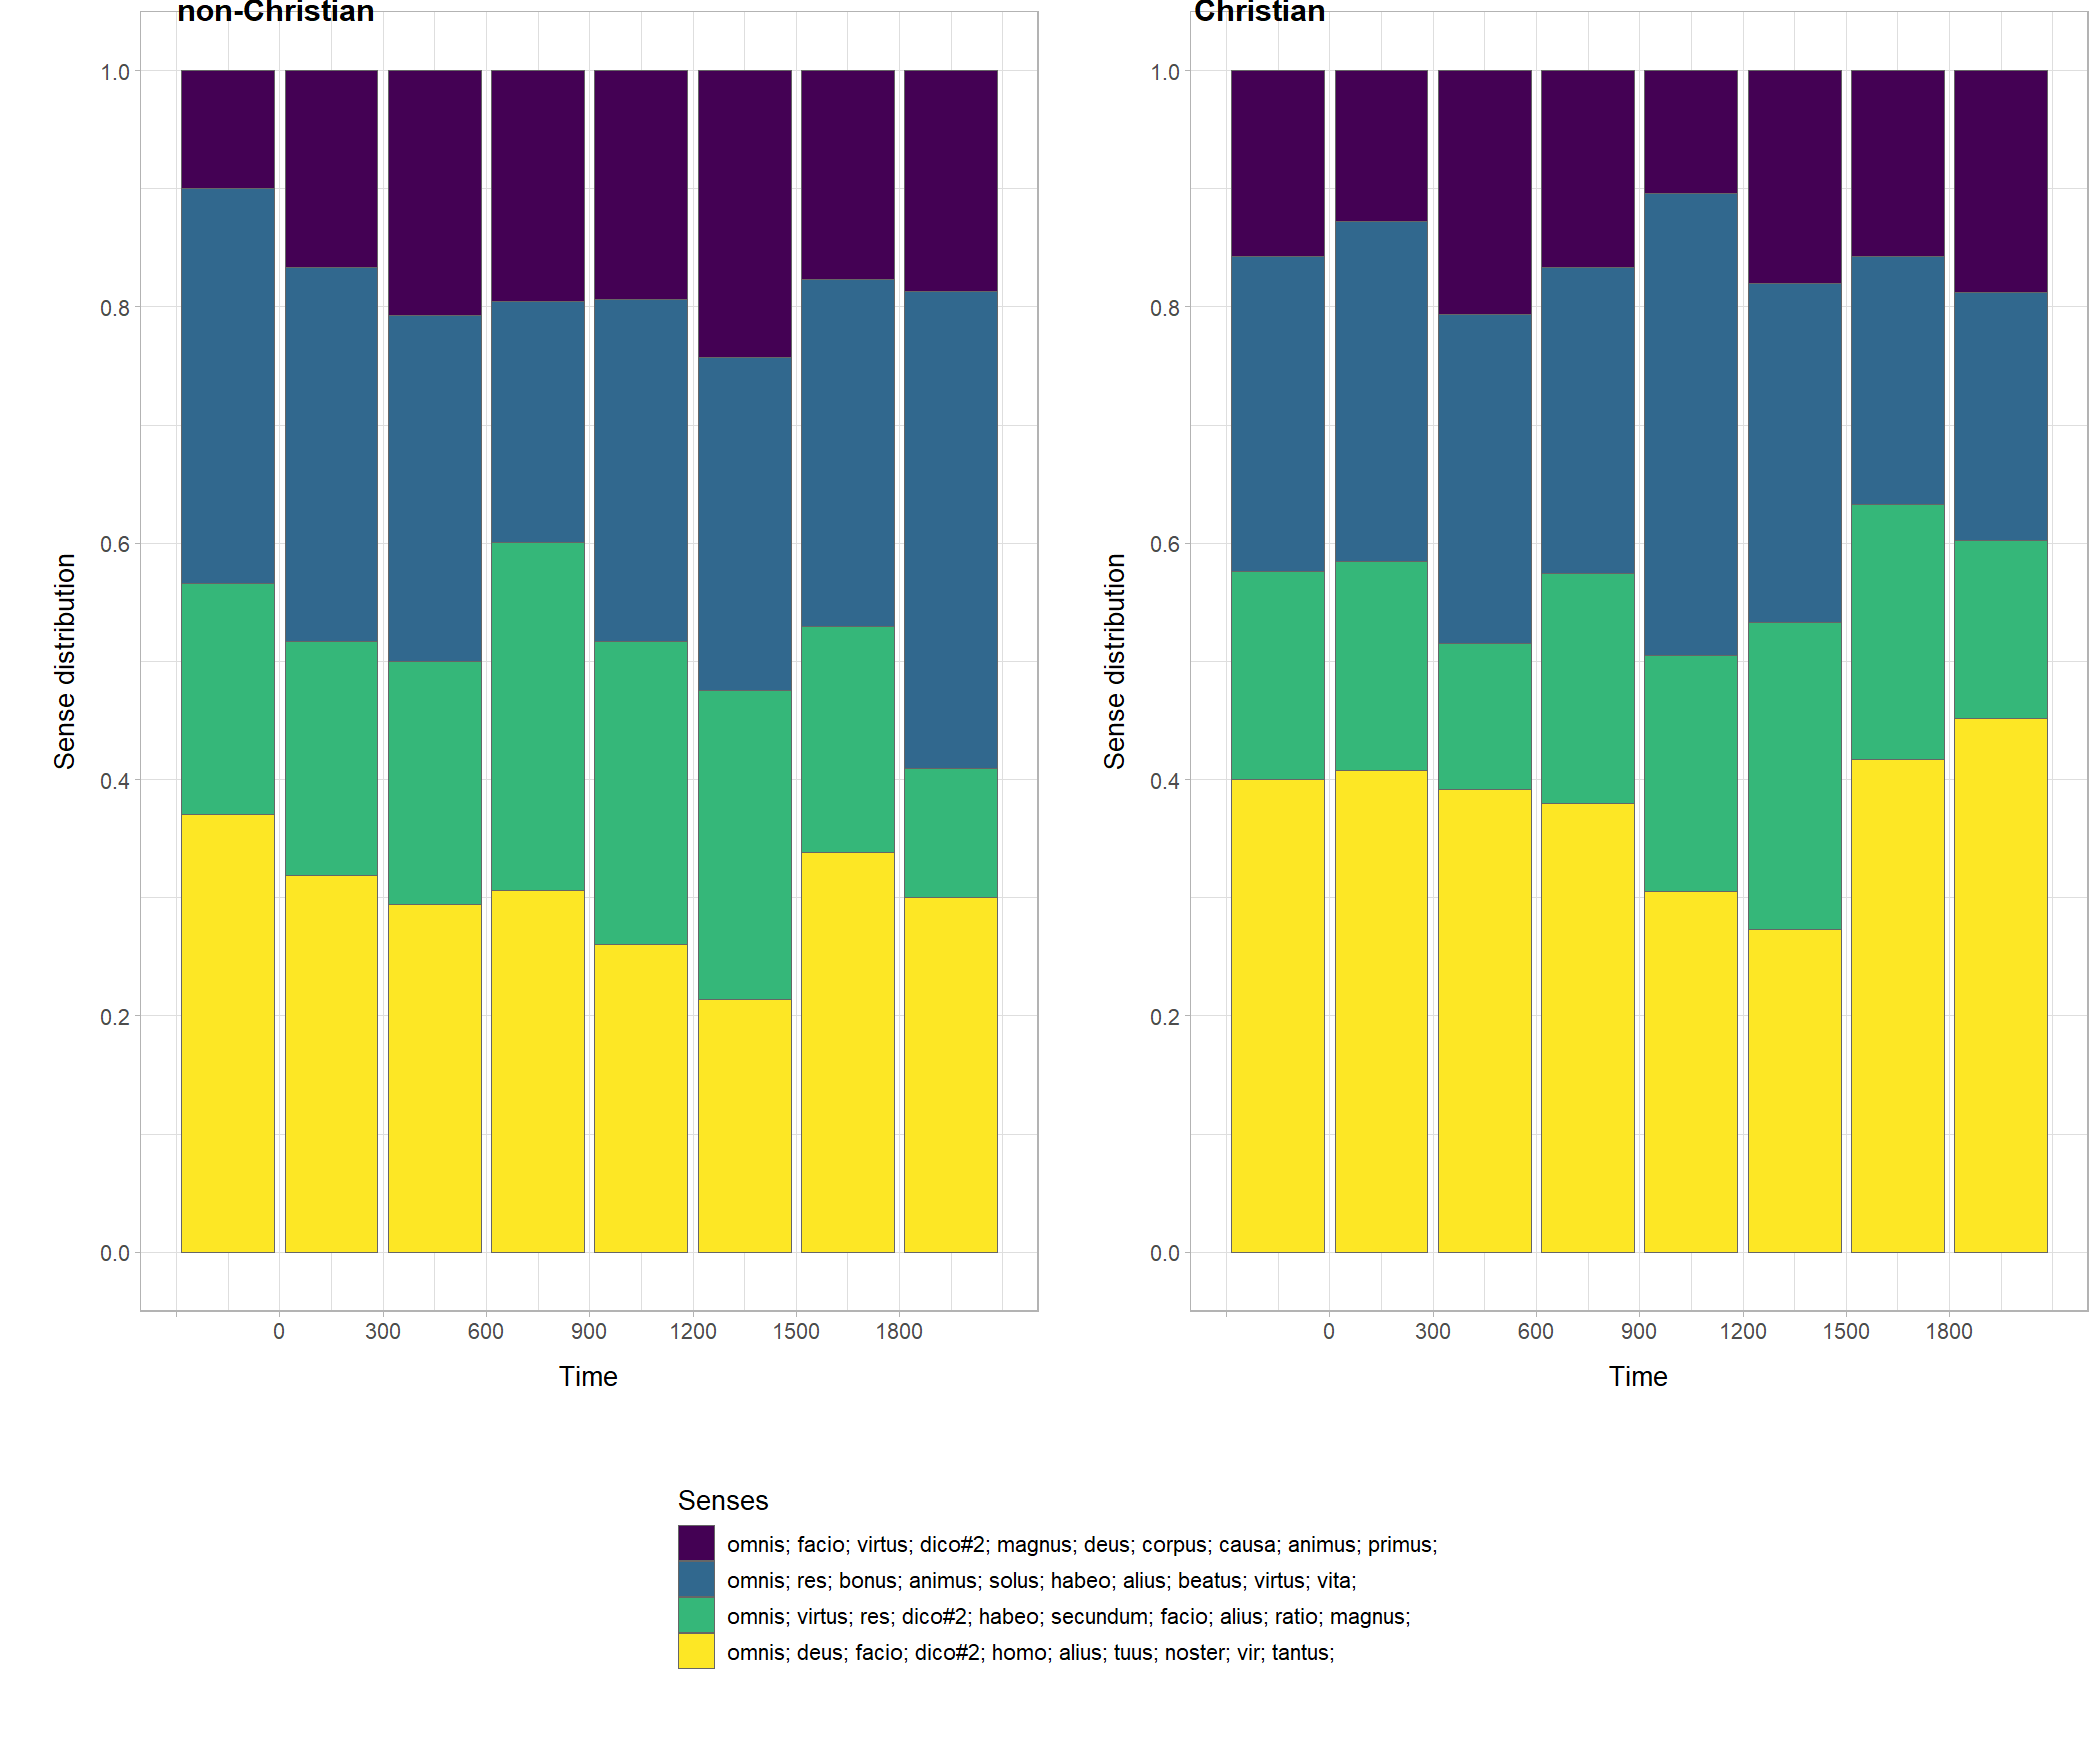 non-Christian
1.0
0.8
0.6
0.4
0.2
0.0
Sense distribution
0 300 600 900 1200 1500 1800
Time
Christian
1.0
0.8
0.6
0.4
0.2
0.0
Sense distribution
0 300 600 900 1200 1500 1800
Time
Senses
omnis; facio; virtus; dico#2; magnus; deus; corpus; causa; animus; primus;
omnis; res; bonus; animus; solus; habeo; alius; beatus; virtus; vita;
omnis; virtus; res; dico#2; habeo; secundum; facio; alius; ratio; magnus;
omnis; deus; facio; dico#2; homo; alius; tuus; noster; vir; tantus;